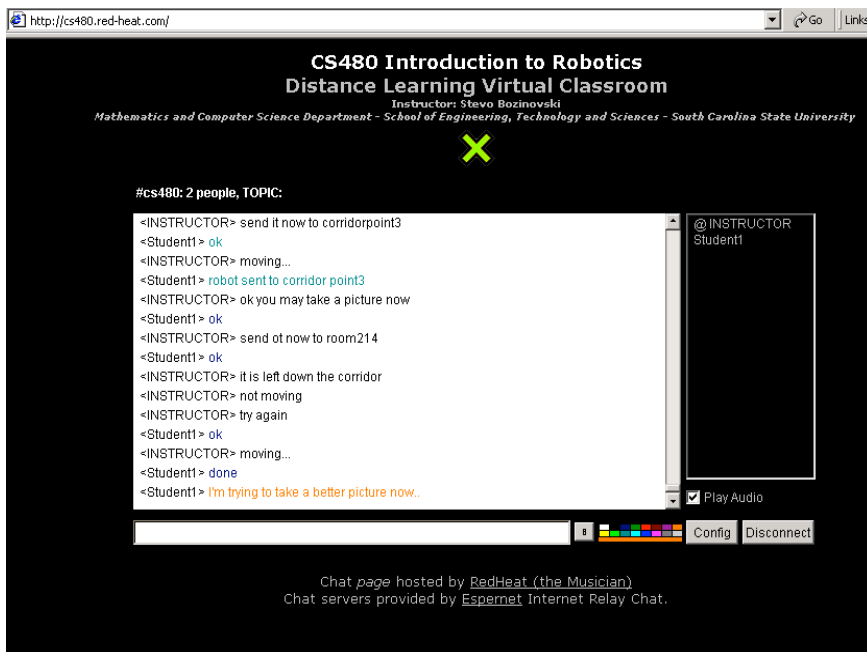 http://cs480.red-heat.com/
Go
Links
CS480 Introduction to Robotics
Distance Learning Virtual Classroom
Instructor: Stevo Bozinovski
Mathematics and Computer Science Department - School of Engineering, Technology and Sciences - South Carolina State University
#cs480: 2 people, TOPIC:
<INSTRUCTOR> send it now to corridorpoint3
<Student1> ok
<INSTRUCTOR> moving...
<Student1> robot sent to corridor point3
<INSTRUCTOR> ok you may take a picture now
<Student1> ok
<INSTRUCTOR> send ot now to room214
<Student1> ok
<INSTRUCTOR> it is left down the corridor
<INSTRUCTOR> not moving
<INSTRUCTOR> try again
<Student1> ok
<INSTRUCTOR> moving...
<Student1> done
<Student1> I'm trying to take a better picture now..
@INSTRUCTOR
Student1
Play Audio
B
Config
Disconnect
Chat page hosted by RedHeat (the Musician)
Chat servers provided by Espernet Internet Relay Chat.